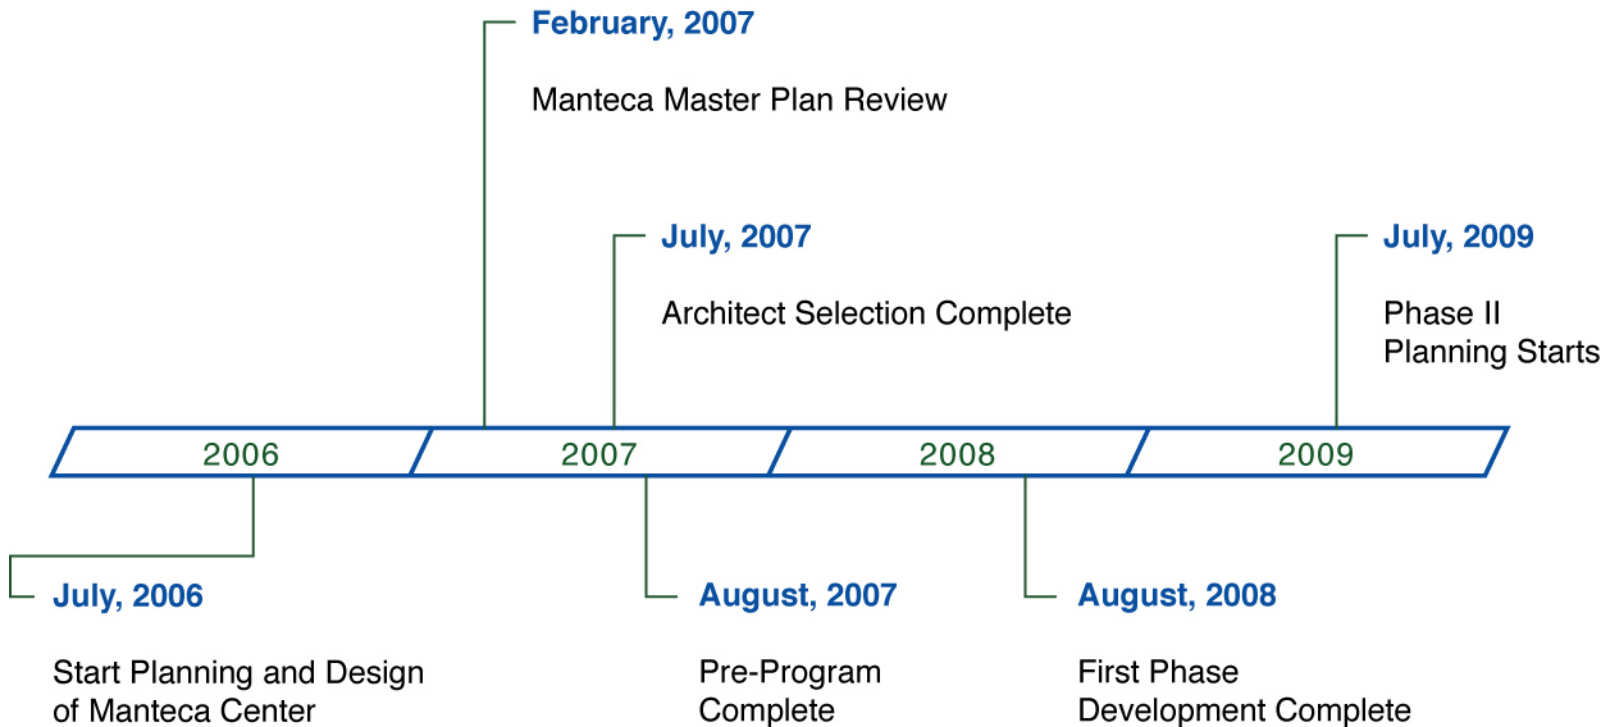 February, 2007
Manteca Master Plan Review
July, 2007
Architect Selection Complete
July, 2009
Phase II
Planning Starts
2006
2007
2008
2009
July, 2006
Start Planning and Design
of Manteca Center
August, 2007
Pre-Program
Complete
August, 2008
First Phase
Development Complete